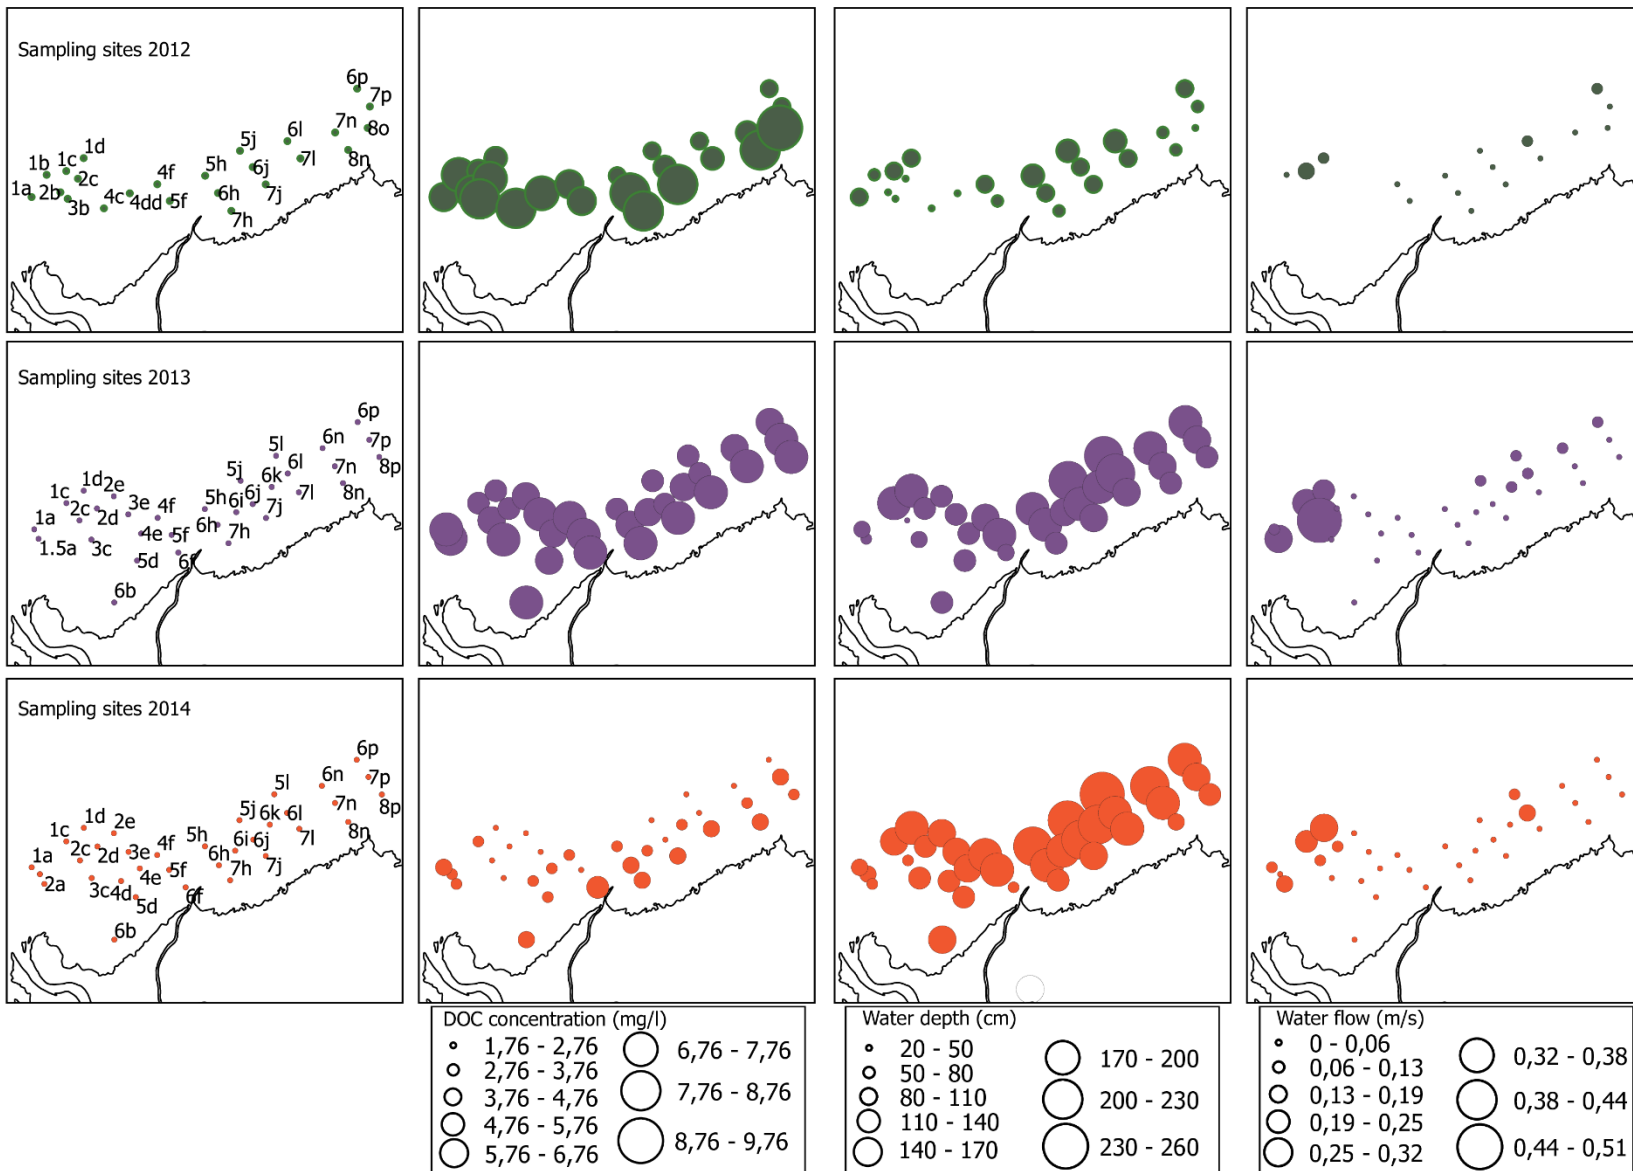 Sampling sites 2012
6p
7p
7n
8o
6l
5j
1d
1c
1b
4f
5h
6j
7l
8n
2c
1a
2b
4c
6h
7j
3b
4dd
5f
7h
Sampling sites 2013
6p
6n
7p
5l
8p
5j
6l
7n
1d
2e
6k
1c
3e
4f
5h
6i
6j
7l
8n
2c
2d
7j
1a
6h
4e
5f
7h
1.5a
3c
5d
6f
6b
Sampling sites 2014
6p
6n
7p
5l
8p
7n
5j
6k
6l
1d
2e
1c
4f
5h
6i
6j
7l
8n
1a
2c
2d
3e
6h
7h
7j
2a
3c
4d
4e
5f
5d
6f
6b
DOC concentration (mg/l)
1,76 - 2,76
2,76 - 3,76
3,76 - 4,76
4,76 - 5,76
5,76 - 6,76
6,76 - 7,76
7,76 - 8,76
8,76 - 9,76
Water depth (cm)
20 - 50
50 - 80
80 - 110
110 - 140
140 - 170
170 - 200
200 - 230
230 - 260
Water flow (m/s)
0 - 0,06
0,06 - 0,13
0,13 - 0,19
0,19 - 0,25
0,25 - 0,32
0,32 - 0,38
0,38 - 0,44
0,44 - 0,51